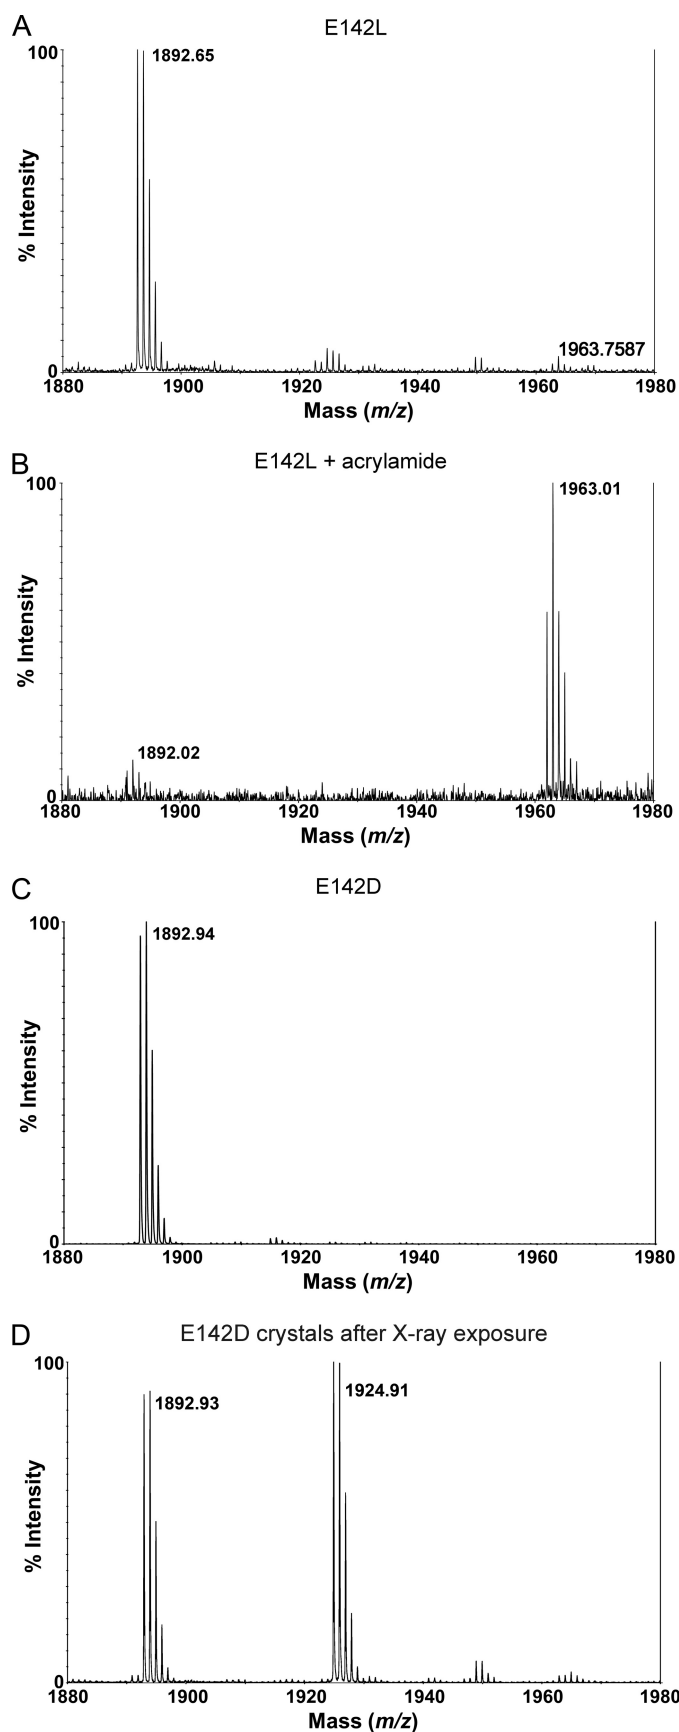 A
E142L
100
1892.65
% Intensity
1963.7587
0
1880 1900 1920 1940 1960 1980
Mass (m/z)
B
E142L + acrylamide
100
1963.01
% Intensity
1892.02
0
1880 1900 1920 1940 1960 1980
Mass (m/z)
C
E142D
100
1892.94
% Intensity
0
1880 1900 1920 1940 1960 1980
Mass (m/z)
D
E142D crystals after X-ray exposure
100
1924.91
1892.93
% Intensity
0
1880 1900 1920 1940 1960 1980
Mass (m/z)